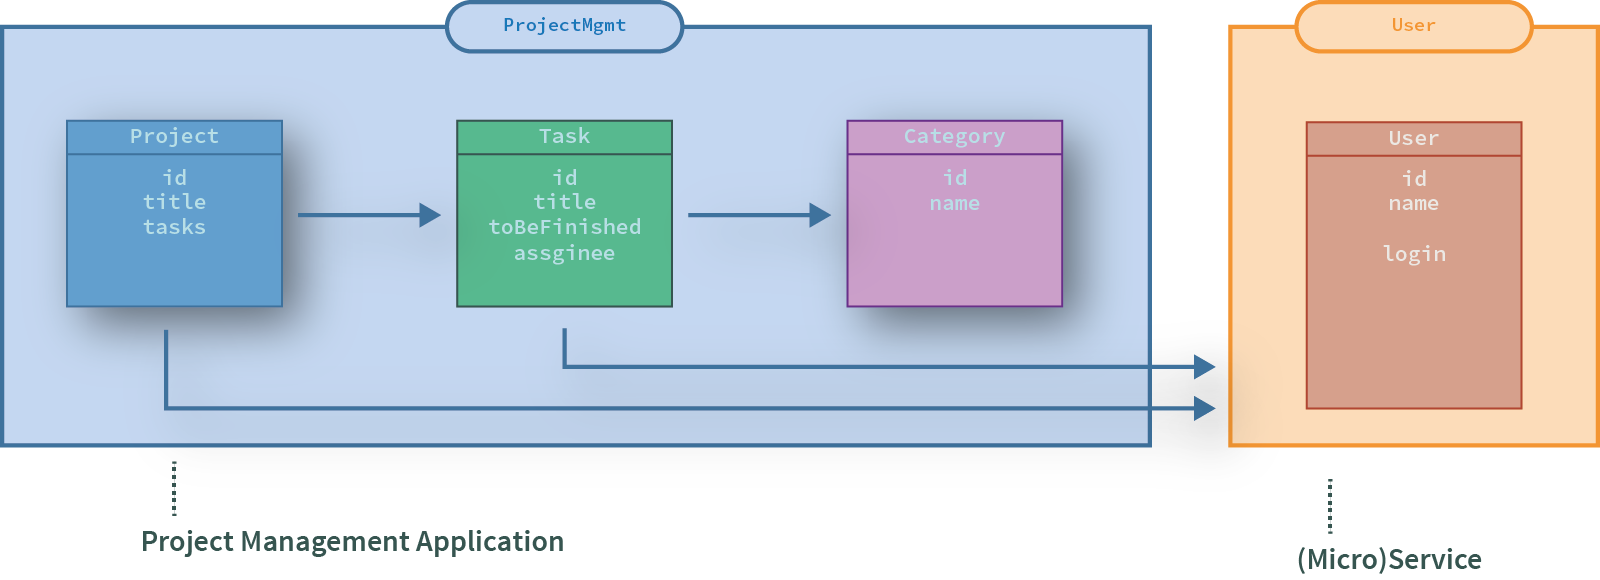 ProjectMgmt
User
Project
id
title
tasks
Task
id
title
toBeFinished
assginee
Category
id
name
User
id
name
login
Project Management Application
(Micro)Service